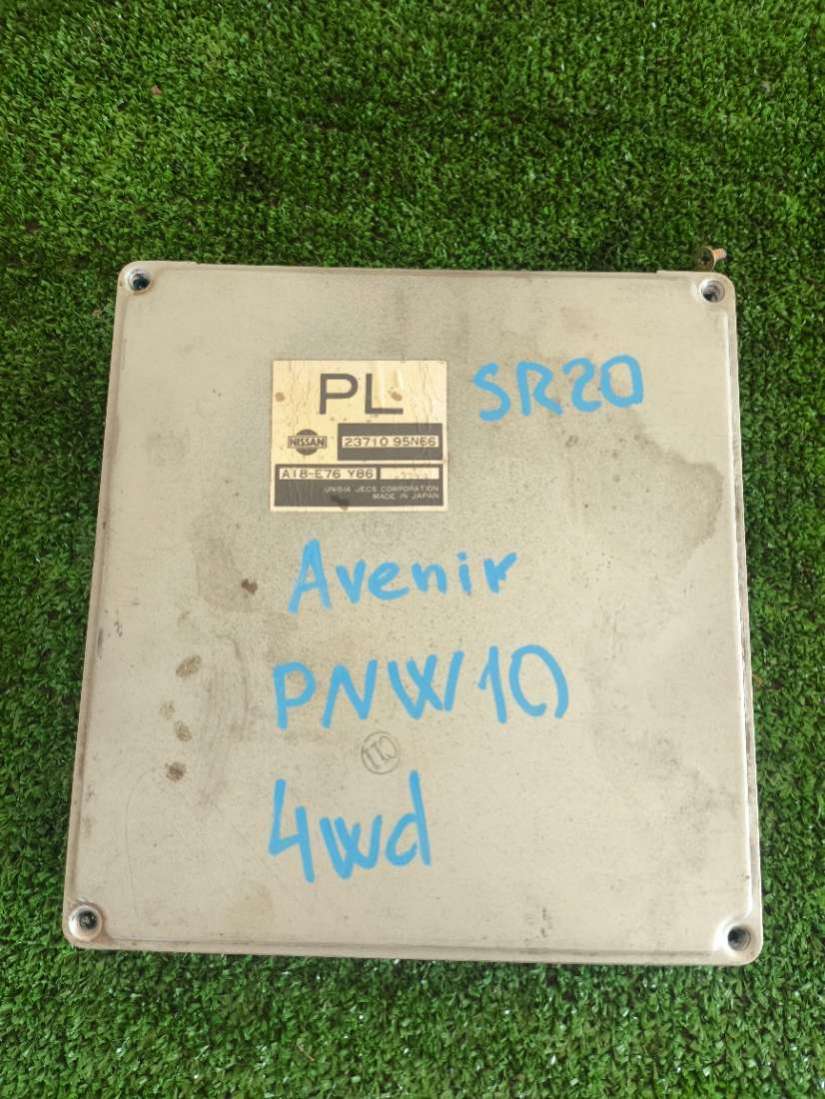 PL
SR20
NISSAN
23710 95N66
A18-E76 Y86
UNISIA JECS CORPORATION
MADE IN JAPAN
Avenir
PNW10
4wd